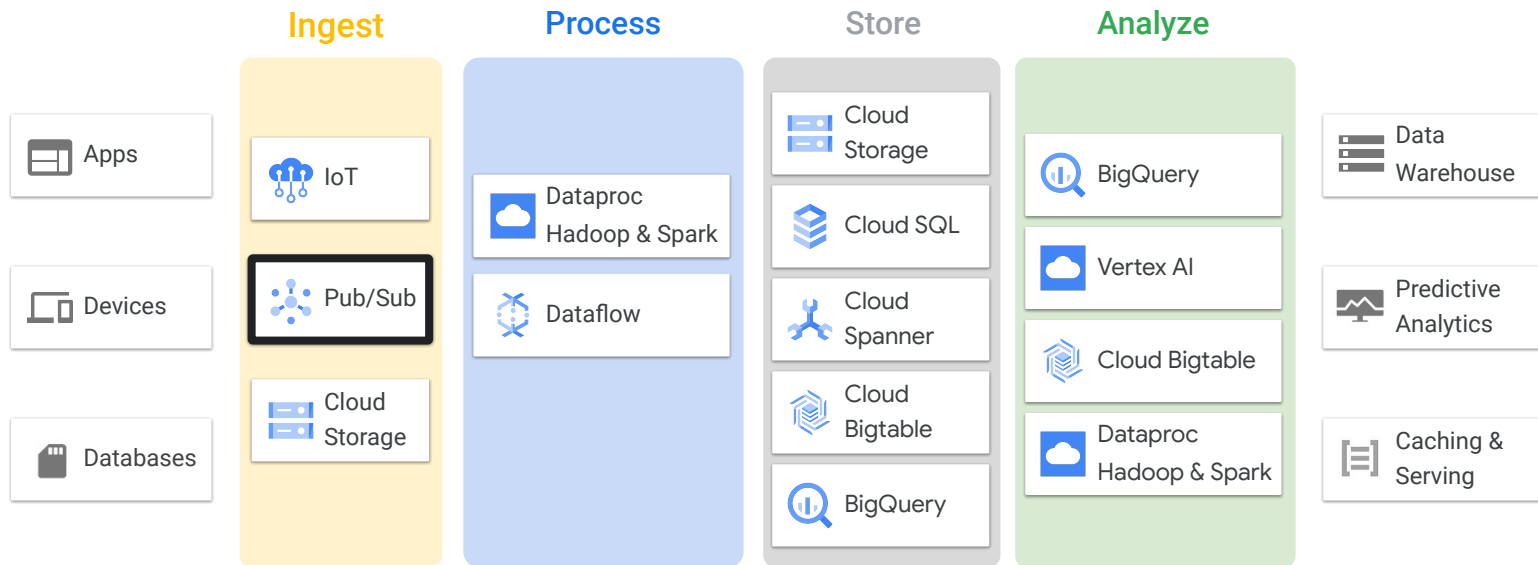 Ingest
Process
Store
Analyze
Apps
Devices
Databases
IoT
Pub/Sub
Cloud
Storage
Dataproc
Hadoop & Spark
Dataflow
Cloud
Storage
Cloud SQL
Cloud
Spanner
Cloud
Bigtable
BigQuery
BigQuery
Vertex AI
Cloud Bigtable
Dataproc
Hadoop & Spark
Data
Warehouse
Predictive
Analytics
Caching &
Serving